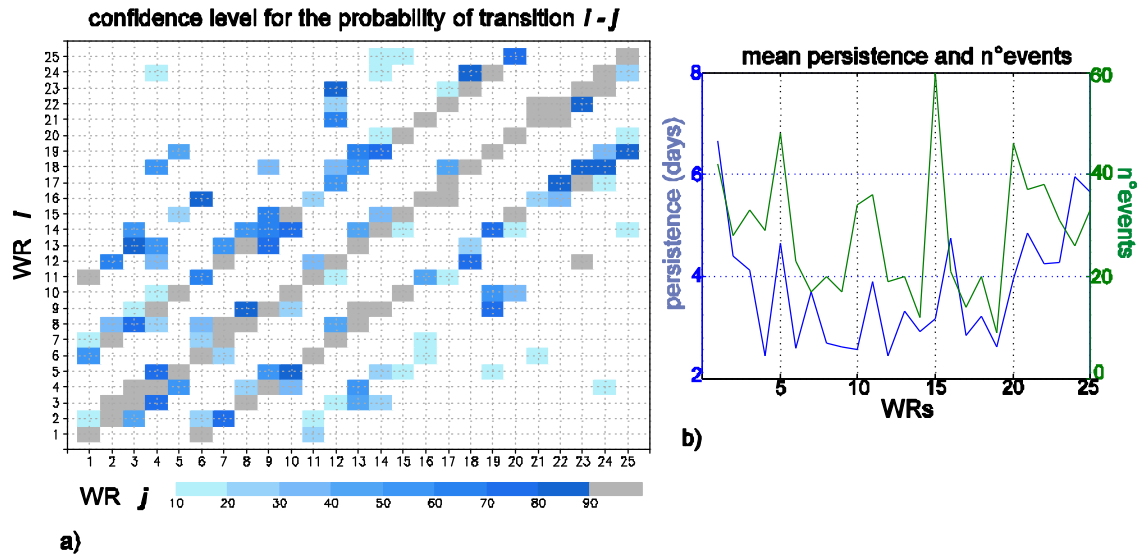 confidence level for the probability of transition i - j
25
24
23
22
21
20
19
18
17
16
15
14
13
12
11
10
9
8
7
6
5
4
3
2
1
WR i
1 2 3 4 5 6 7 8 9 10 11 12 13 14 15 16 17 18 19 20 21 22 23 24 25
WR j
10 20 30 40 50 60 70 80 90
a)
mean persistence and n°events
8
6
4
2
persistence (days)
60
40
20
0
n°events
5 10 15 20 25
WRs
b)